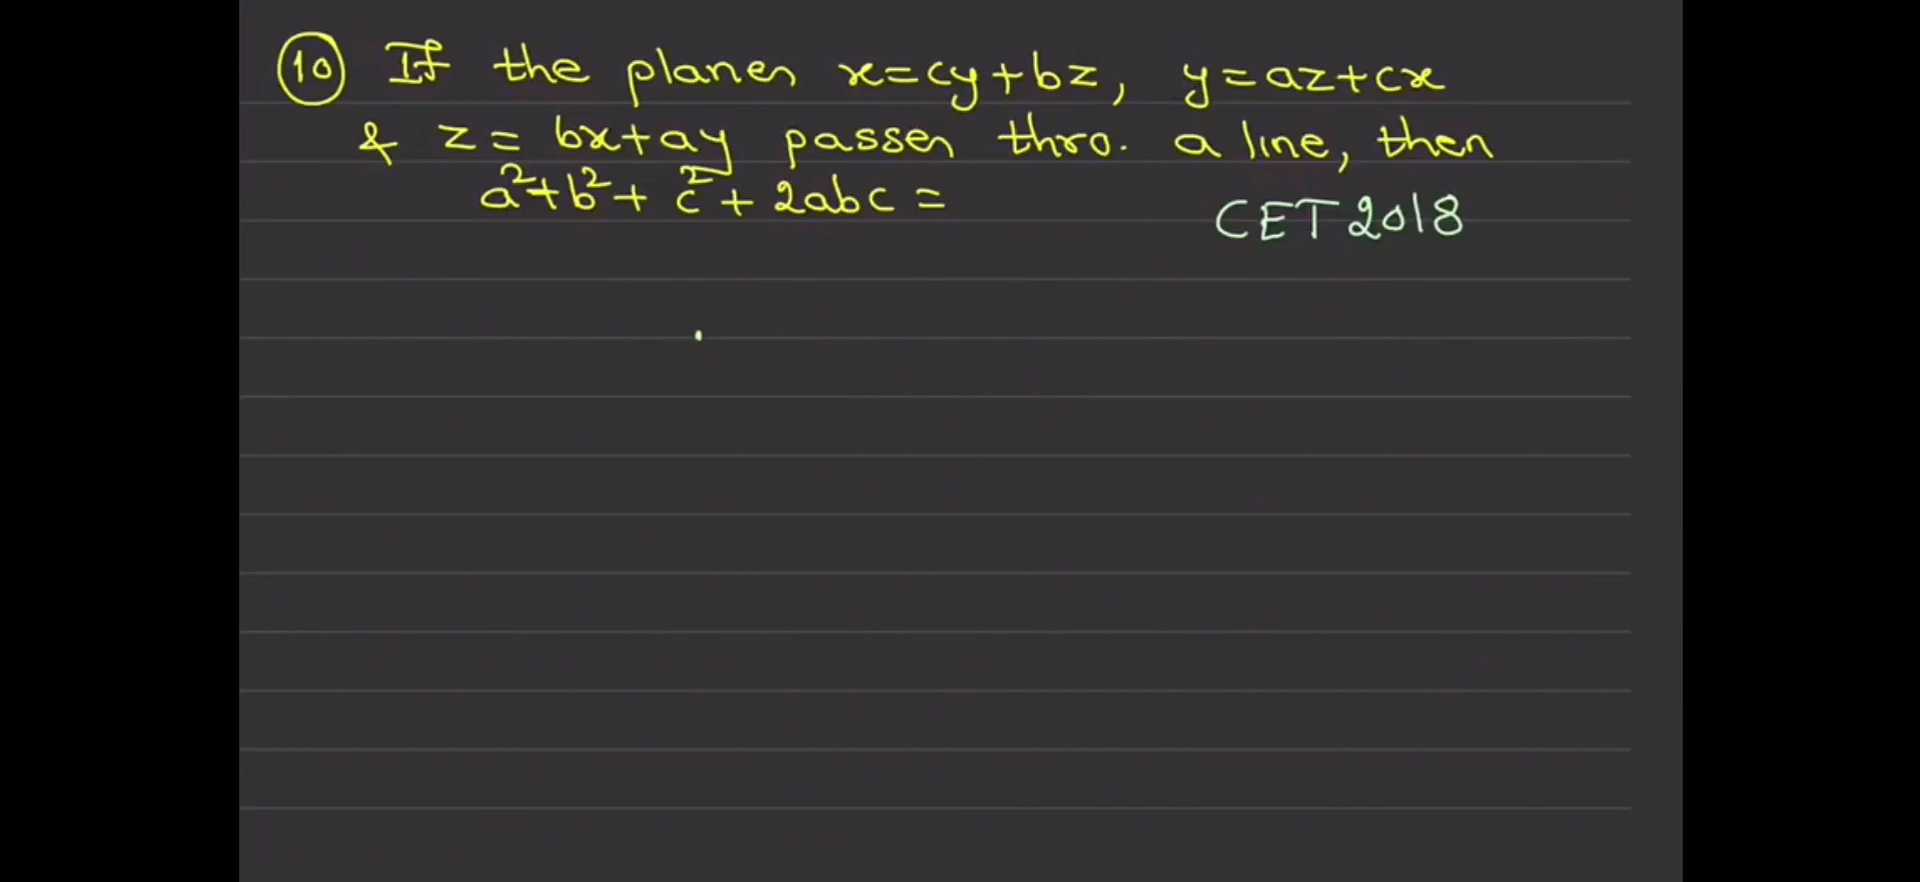 10 If the planes x=cy+bz, y=az+cx
& z=bx+ay passes thro. a line, then
a²+b²+c²+2abc=
CET 2018